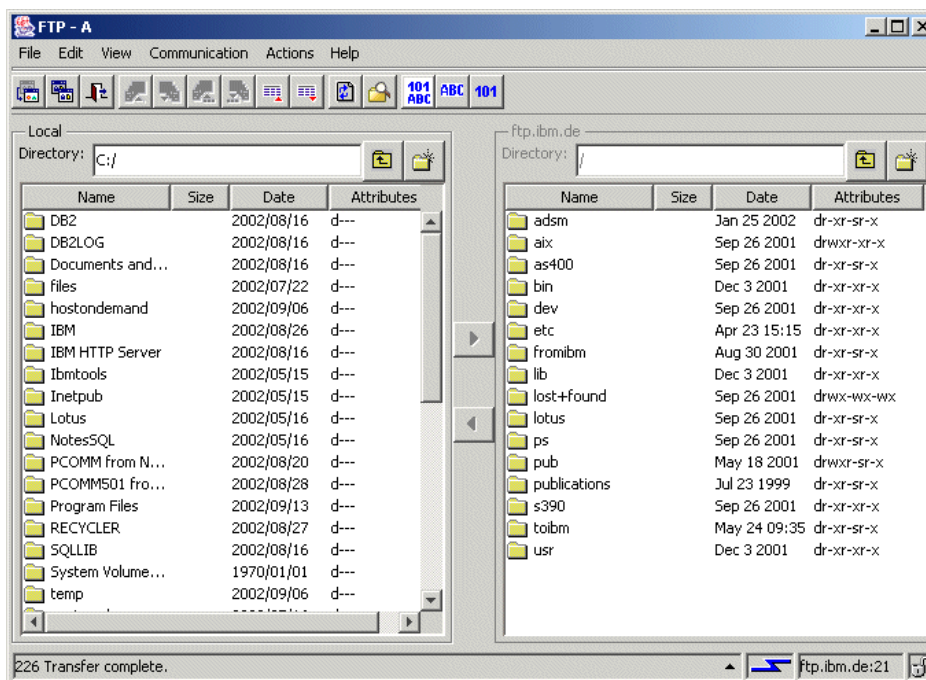 FTP - A
File Edit View Communication Actions Help
101 ABC ABC 101
Local
Directory: C:/
Name Size Date Attributes
DB2 2002/08/16 d---
DB2LOG 2002/08/16 d---
Documents and... 2002/08/16 d---
files 2002/07/22 d---
hostondemand 2002/09/06 d---
IBM 2002/08/26 d---
IBM HTTP Server 2002/08/16 d---
Ibmtools 2002/05/15 d---
Inetpub 2002/05/15 d---
Lotus 2002/05/16 d---
NotesSQL 2002/05/16 d---
PCOMM from N... 2002/08/20 d---
PCOMM501 fro... 2002/08/28 d---
Program Files 2002/09/13 d---
RECYCLER 2002/08/27 d---
SQLLIB 2002/08/16 d---
System Volume... 1970/01/01 d---
temp 2002/09/06 d---
ftp.ibm.de
Directory: /
Name Size Date Attributes
adsm Jan 25 2002 dr-xr-sr-x
aix Sep 26 2001 drwxr-xr-x
as400 Sep 26 2001 dr-xr-sr-x
bin Dec 3 2001 dr-xr-xr-x
dev Sep 26 2001 dr-xr-xr-x
etc Apr 23 15:15 dr-xr-xr-x
fromibm Aug 30 2001 dr-xr-sr-x
lib Dec 3 2001 dr-xr-xr-x
lost+found Sep 26 2001 drwx-wx-wx
lotus Sep 26 2001 dr-xr-sr-x
ps Sep 26 2001 dr-xr-sr-x
pub May 18 2001 drwxr-sr-x
publications Jul 23 1999 dr-xr-sr-x
s390 Sep 26 2001 dr-xr-sr-x
toibm May 24 09:35 dr-xr-sr-x
usr Dec 3 2001 dr-xr-xr-x
226 Transfer complete.
ftp.ibm.de:21